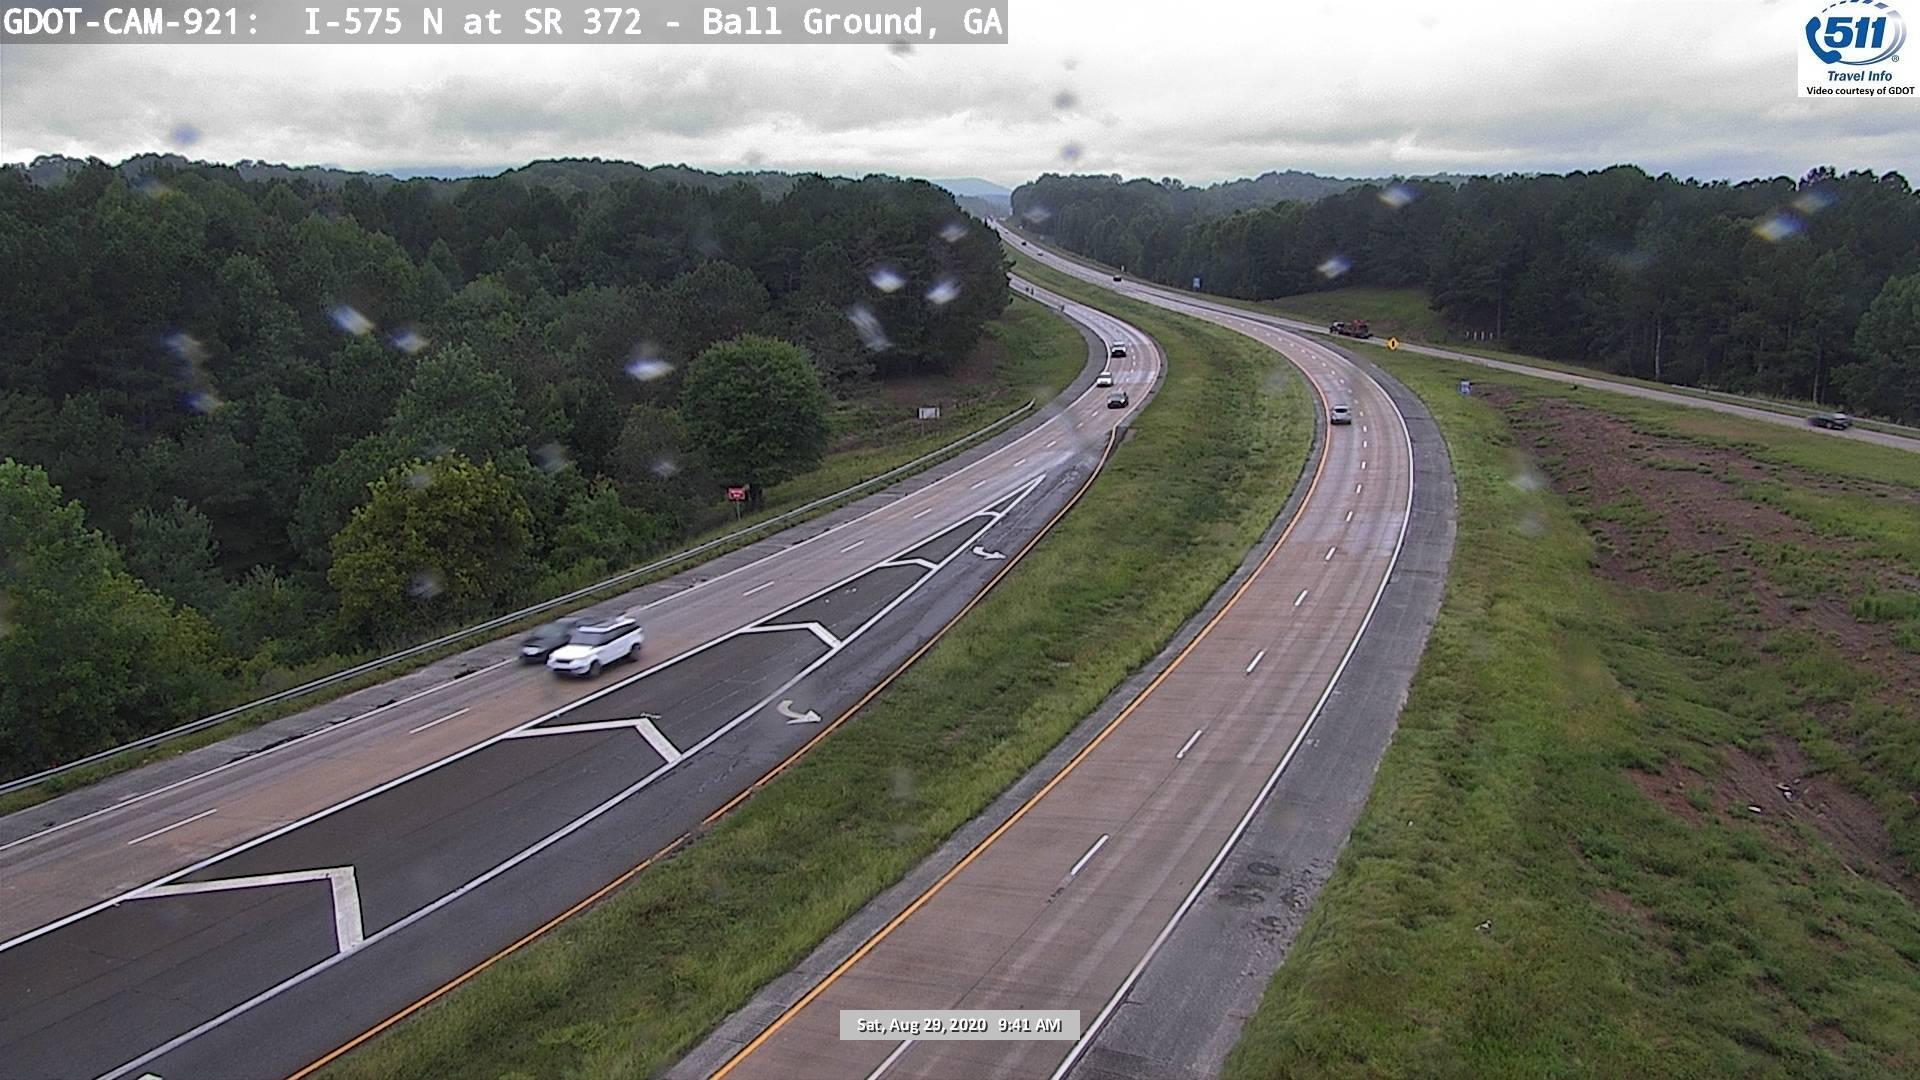 GDOT-CAM-921: I-575 N at SR 372 - Ball Ground, GA
511
®
Travel Info
Video courtesy of GDOT
Sat, Aug 29, 2020 9:41 AM